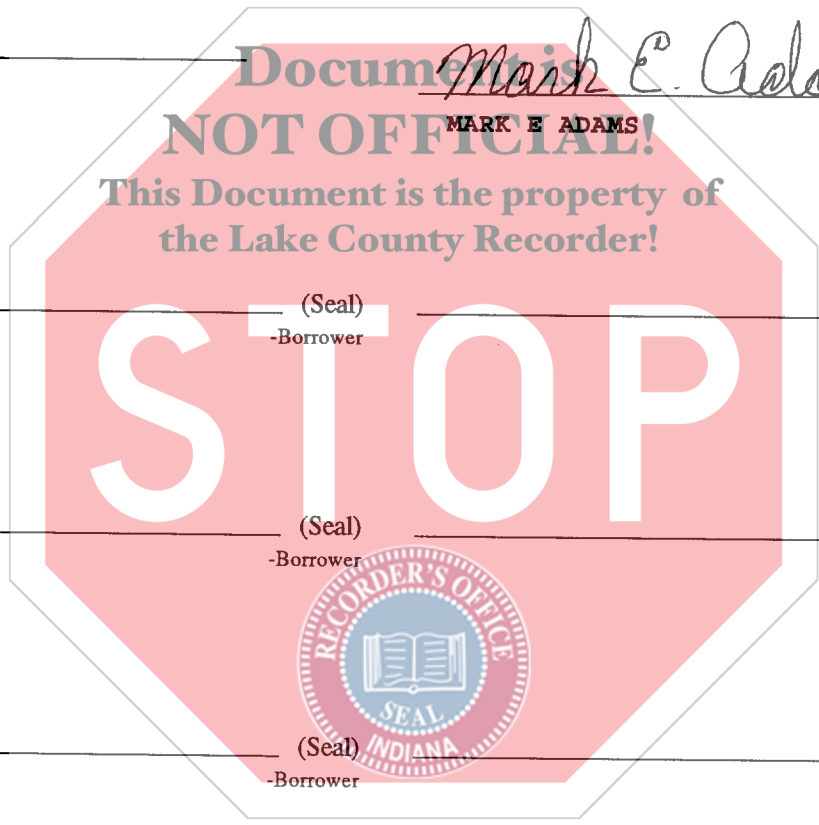 Document is
Mark E.
NOT OFFICIAL!
MARK E ADAMS
This Document is the property of
the Lake County Recorder!
(Seal)
-Borrower
STOP
(Seal)
-Borrower
RECORDER'S OFFICE
SEAL
INDIANA
(Seal)
-Borrower